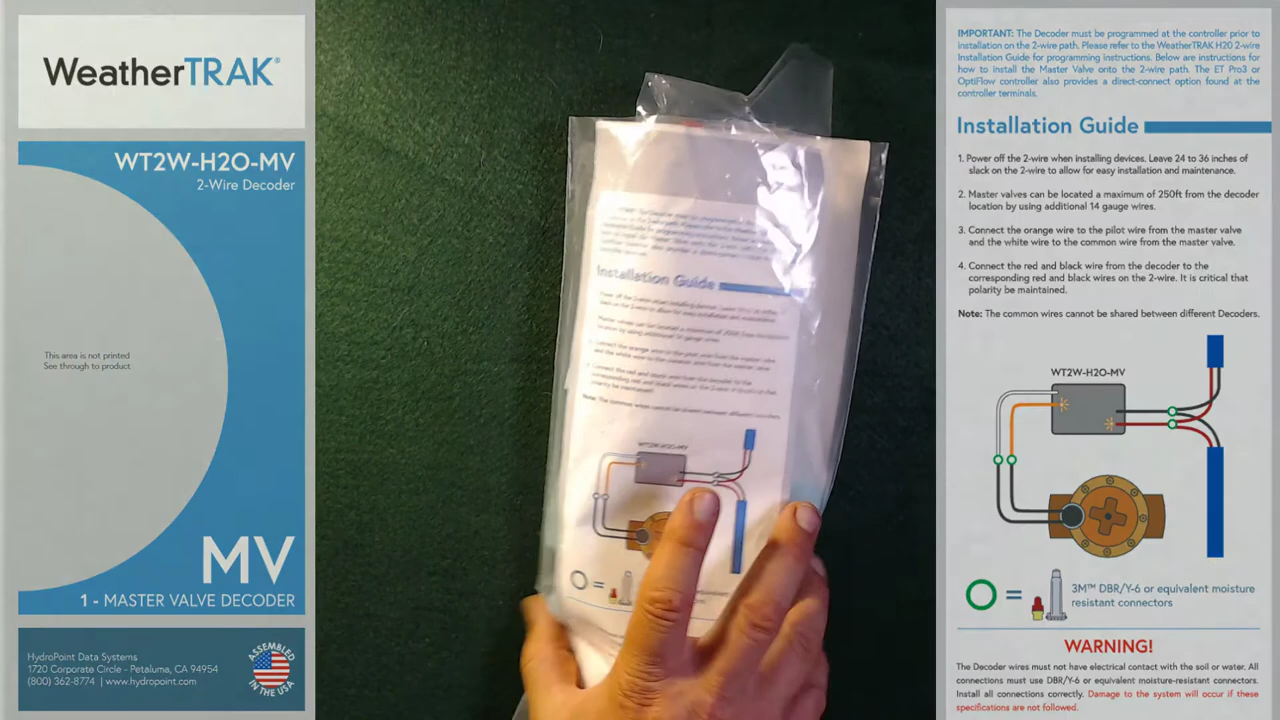 WeatherTRAK®
WT2W-H2O-MV
2-Wire Decoder
This area is not printed
See through to product
MV
1 - MASTER VALVE DECODER
HydroPoint Data Systems
1720 Corporate Circle - Petaluma, CA 94954
(800) 362-8774 | www.hydropoint.com
ASSEMBLED
IN THE USA
Installation Guide
Note: The common wires cannot be shared between different Decoders.
WT2W-H2O-MV
=
IMPORTANT: The Decoder must be programmed at the controller prior to
installation on the 2-wire path. Please refer to the WeatherTRAK H20 2-wire
Installation Guide for programming instructions. Below are instructions for
how to install the Master Valve onto the 2-wire path. The ET Pro3 or
OptiFlow controller also provides a direct-connect option found at the
controller terminals.
Installation Guide
1. Power off the 2-wire when installing devices. Leave 24 to 36 inches of
slack on the 2-wire to allow for easy installation and maintenance.
2. Master valves can be located a maximum of 250ft from the decoder
location by using additional 14 gauge wires.
3. Connect the orange wire to the pilot wire from the master valve
and the white wire to the common wire from the master valve.
4. Connect the red and black wire from the decoder to the
corresponding red and black wires on the 2-wire. It is critical that
polarity be maintained.
Note: The common wires cannot be shared between different Decoders.
WT2W-H2O-MV
= 3M™ DBR/Y-6 or equivalent moisture
resistant connectors
WARNING!
The Decoder wires must not have electrical contact with the soil or water. All
connections must use DBR/Y-6 or equivalent moisture-resistant connectors.
Install all connections correctly. Damage to the system will occur if these
specifications are not followed.